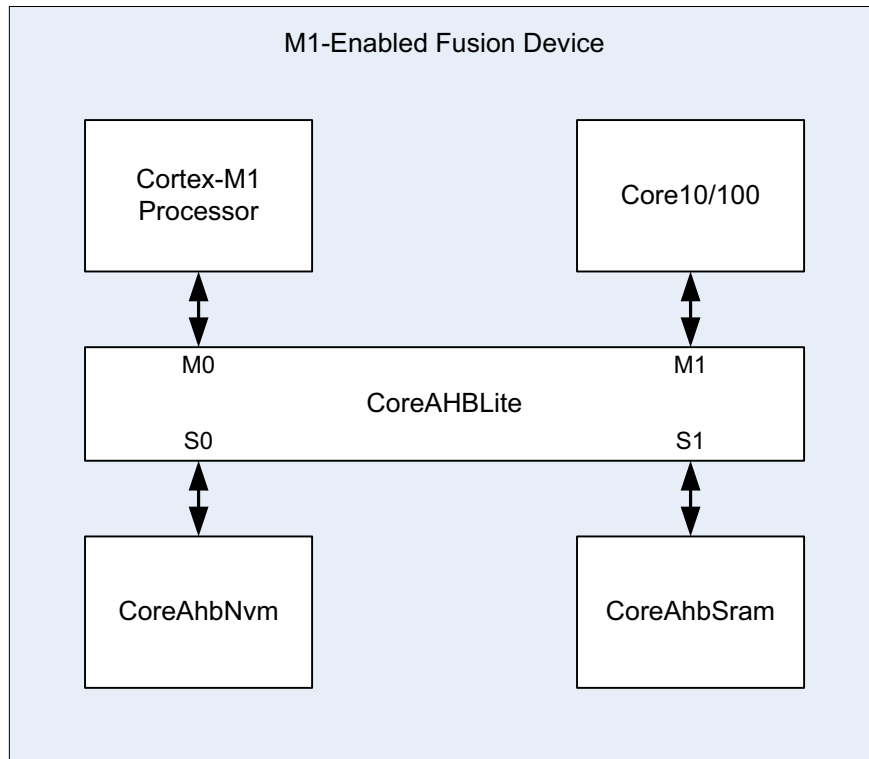 M1-Enabled Fusion Device
Cortex-M1
Processor
Core10/100
M0
M1
CoreAHBLite
S0
S1
CoreAhbNvm
CoreAhbSram